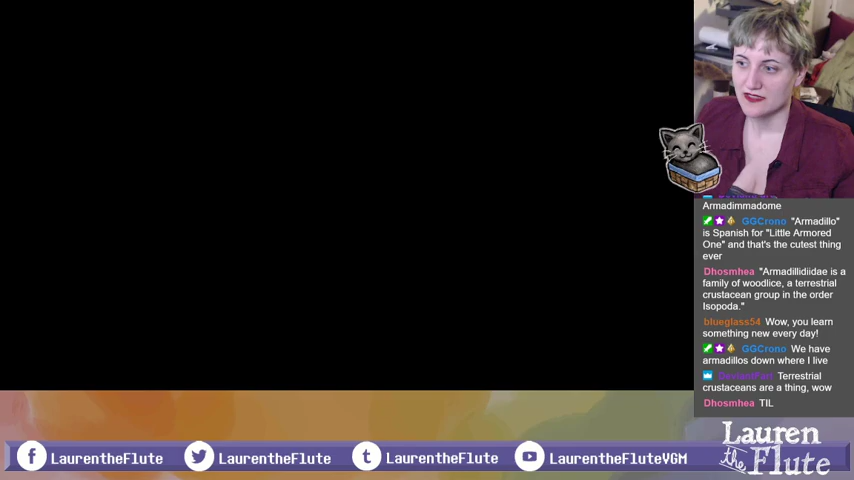 Armadimmadome
GGCrono "Armadillo"
is Spanish for "Little Armored
One" and that's the cutest thing
ever
Dhosmhea "Armadillidiidae is a
family of woodlice, a terrestrial
crustacean group in the order
Isopoda."
blueglass54 Wow, you learn
something new every day!
GGCrono We have
armadillos down where I live
DeviantFlur Terrestrial
crustaceans are a thing, wow
Dhosmhea TIL
Lauren
the Flute
LaurentheFlute
LaurentheFlute
LaurentheFlute
LaurentheFluteVGM